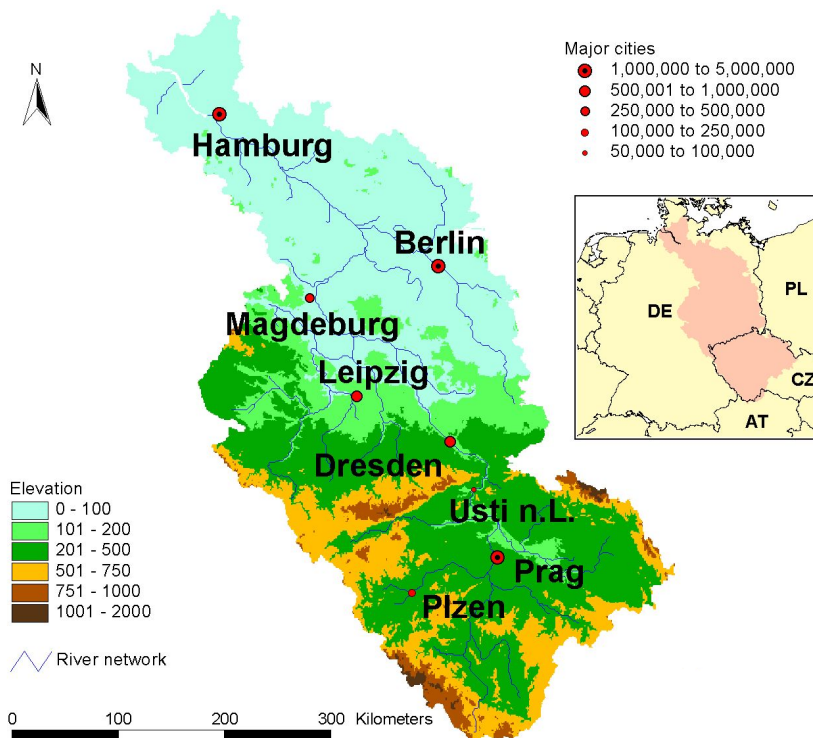 N
Major cities
1,000,000 to 5,000,000
500,001 to 1,000,000
250,000 to 500,000
100,000 to 250,000
50,000 to 100,000
Hamburg
Berlin
Magdeburg
Leipzig
Dresden
Usti n.L.
Prag
Plzen
DE
PL
CZ
AT
Elevation
0 - 100
101 - 200
201 - 500
501 - 750
751 - 1000
1001 - 2000
River network
0 100 200 300 Kilometers